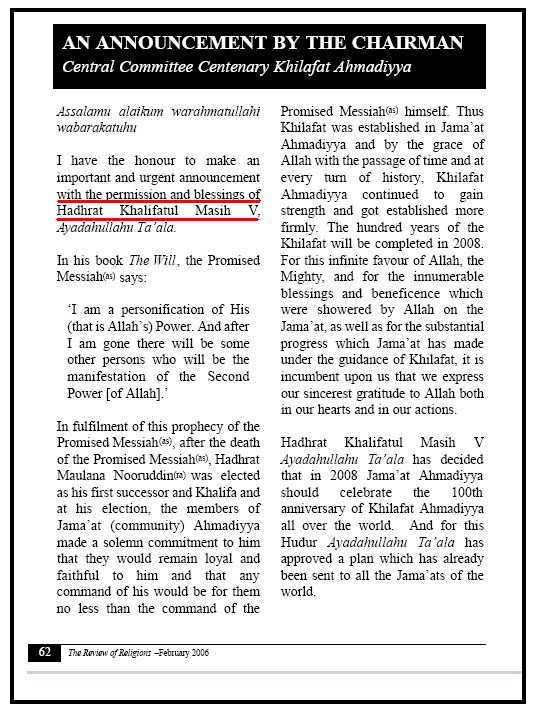 AN ANNOUNCEMENT BY THE CHAIRMAN
Central Committee Centenary Khilafat Ahmadiyya
Assalamu alaikum warahmatullahi
wabarakatuhu
I have the honour to make an
important and urgent announcement
with the permission and blessings of
Hadhrat Khalifatul Masih V,
Ayadahullahu Ta'ala.
In his book The Will, the Promised
Messiah(as) says:
'I am a personification of His
(that is Allah's) Power. And after
I am gone there will be some
other persons who will be the
manifestation of the Second
Power [of Allah].'
In fulfilment of this prophecy of the
Promised Messiah(as), after the death
of the Promised Messiah(as), Hadhrat
Maulana Nooruddin(ra) was elected
as his first successor and Khalifa and
at his election, the members of
Jama'at (community) Ahmadiyya
made a solemn commitment to him
that they would remain loyal and
faithful to him and that any
command of his would be for them
no less than the command of the
Promised Messiah(as) himself. Thus
Khilafat was established in Jama'at
Ahmadiyya and by the grace of
Allah with the passage of time and at
every turn of history, Khilafat
Ahmadiyya continued to gain
strength and got established more
firmly. The hundred years of the
Khilafat will be completed in 2008.
For this infinite favour of Allah, the
Mighty, and for the innumerable
blessings and beneficence which
were showered by Allah on the
Jama'at, as well as for the substantial
progress which Jama'at has made
under the guidance of Khilafat, it is
incumbent upon us that we express
our sincerest gratitude to Allah both
in our hearts and in our actions.
Hadhrat Khalifatul Masih V
Ayadahullahu Ta'ala has decided
that in 2008 Jama'at Ahmadiyya
should celebrate the 100th
anniversary of Khilafat Ahmadiyya
all over the world. And for this
Hudur Ayadahullahu Ta'ala has
approved a plan which has already
been sent to all the Jama'ats of the
world.
62 The Review of Religions –February 2006